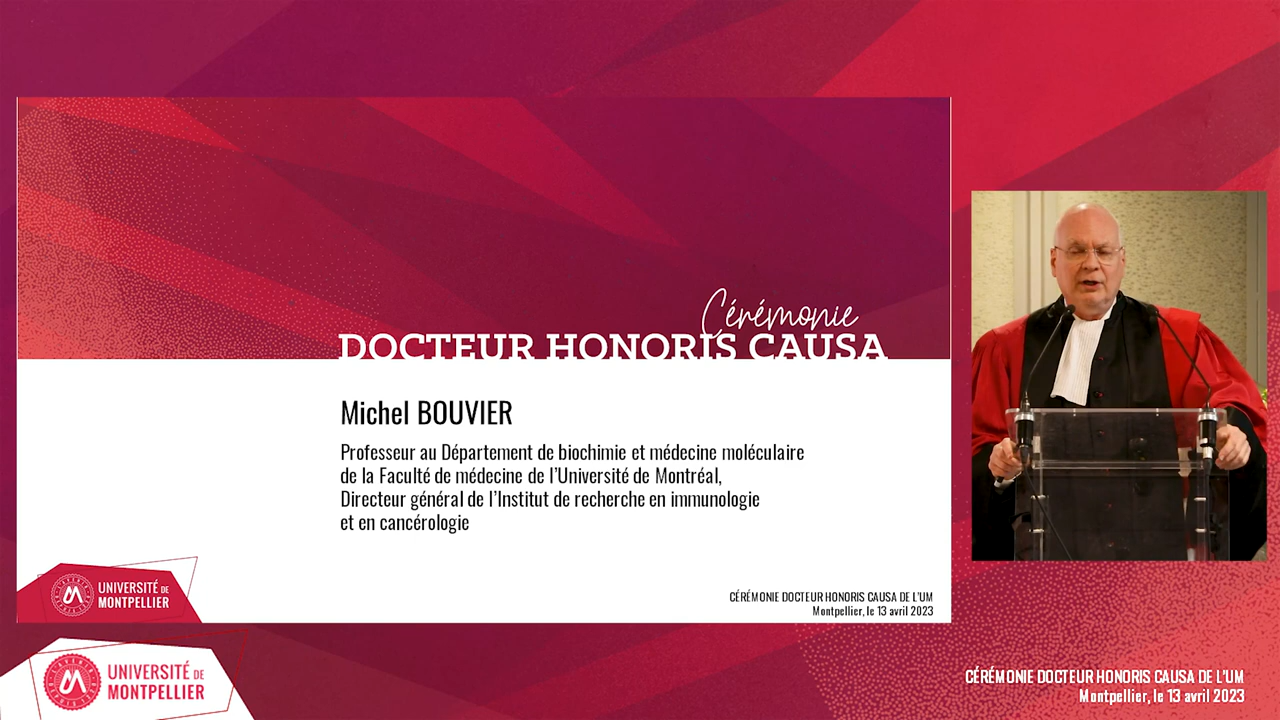 Cérémonie
DOCTEUR HONORIS CAUSA
Michel BOUVIER
Professeur au Département de biochimie et médecine moléculaire
de la Faculté de médecine de l'Université de Montréal,
Directeur général de l'Institut de recherche en immunologie
et en cancérologie
UNIVERSITÉ DE
MONTPELLIER
CÉRÉMONIE DOCTEUR HONORIS CAUSA DE L'UM
Montpellier, le 13 avril 2023
UNIVERSITÉ DE
MONTPELLIER
CÉRÉMONIE DOCTEUR HONORIS CAUSA DE L'UM
Montpellier, le 13 avril 2023